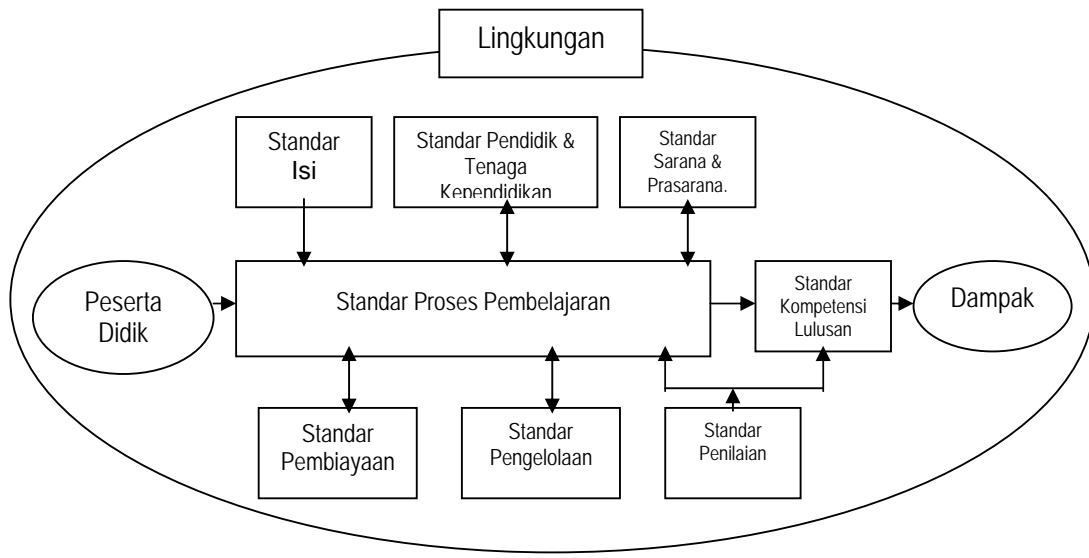 Lingkungan
Standar
Isi
Standar Pendidik &
Tenaga
Kependidikan
Standar
Sarana &
Prasarana.
Peserta
Didik
Standar Proses Pembelajaran
Standar
Kompetensi
Lulusan
Dampak
Standar
Pembiayaan
Standar
Pengelolaan
Standar
Penilaian